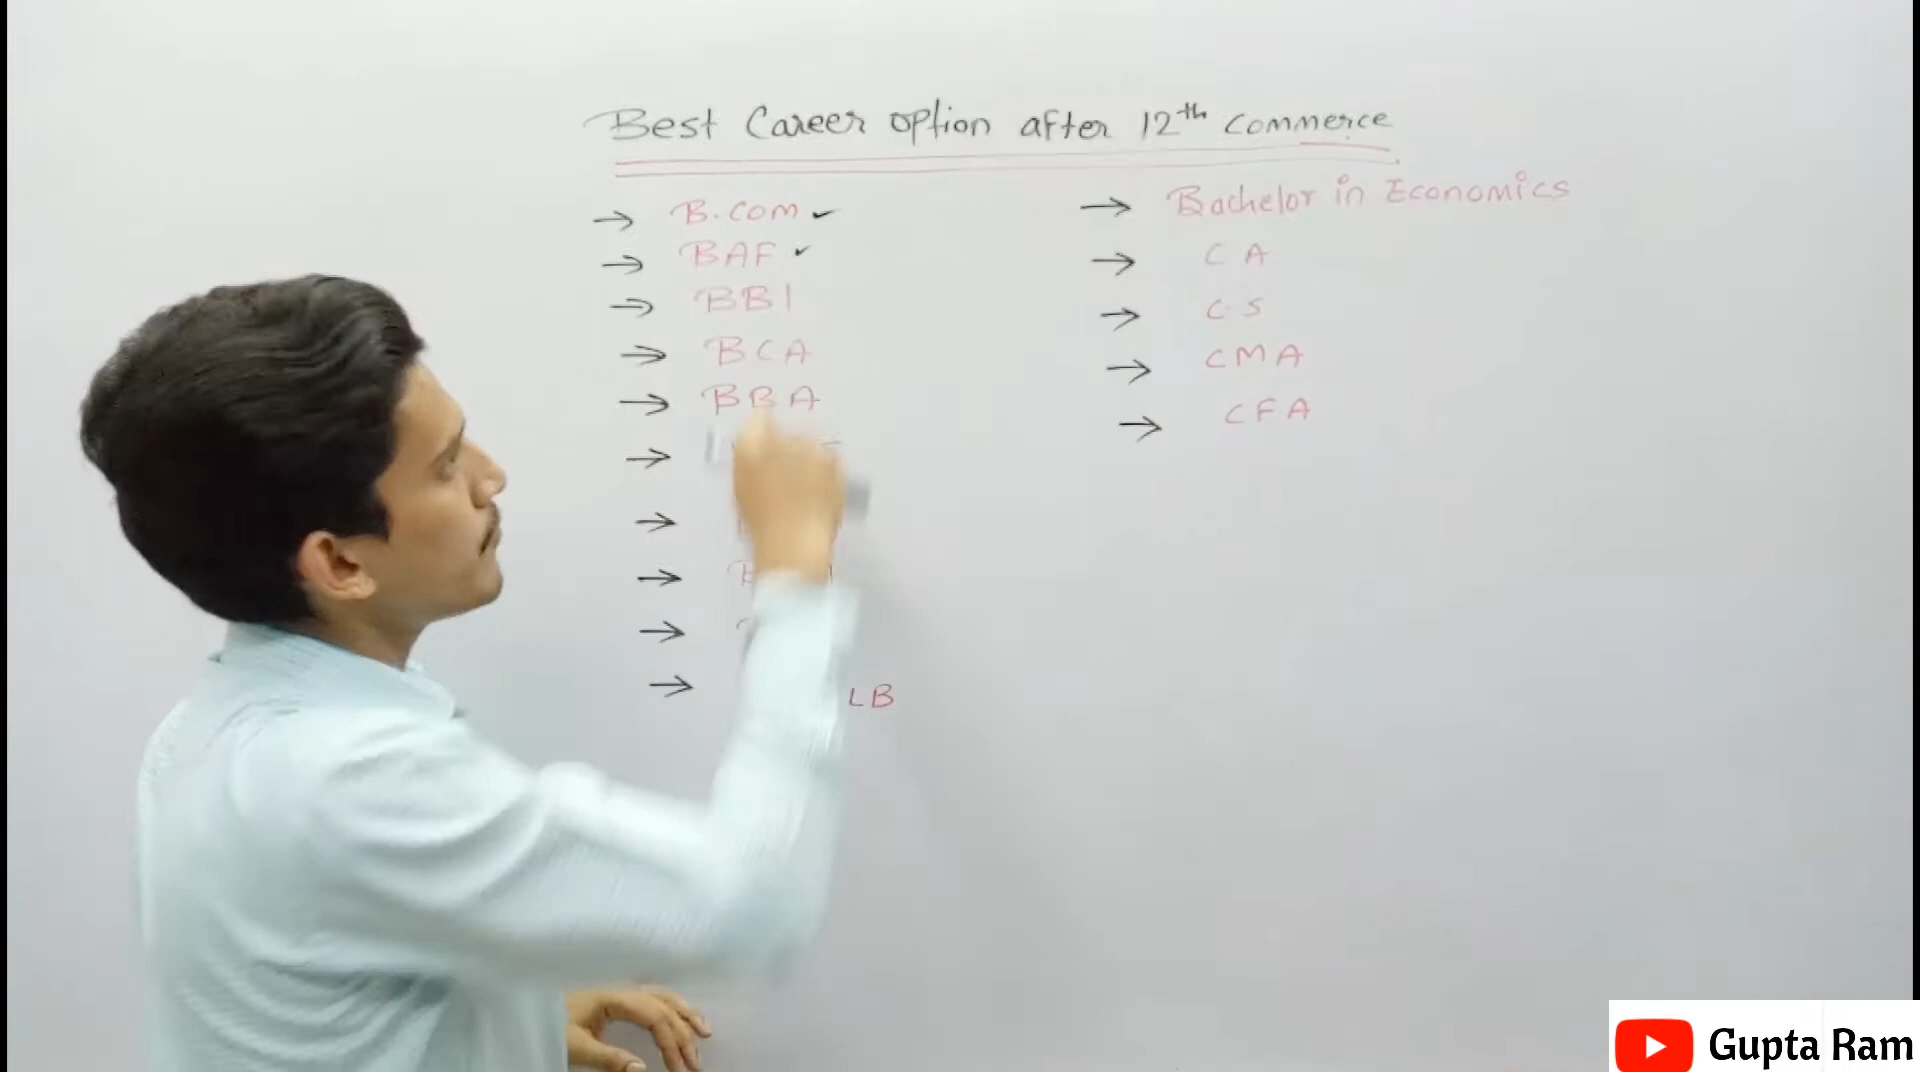 Best Career option after 12th commerce
→ B.COM ✓
→ BAF ✓
→ BBI
→ BCA
→ BBA
→
→
→
→
→ LB
→ Bachelor in Economics
→ CA
→ CS
→ CMA
→ CFA
Gupta Ram